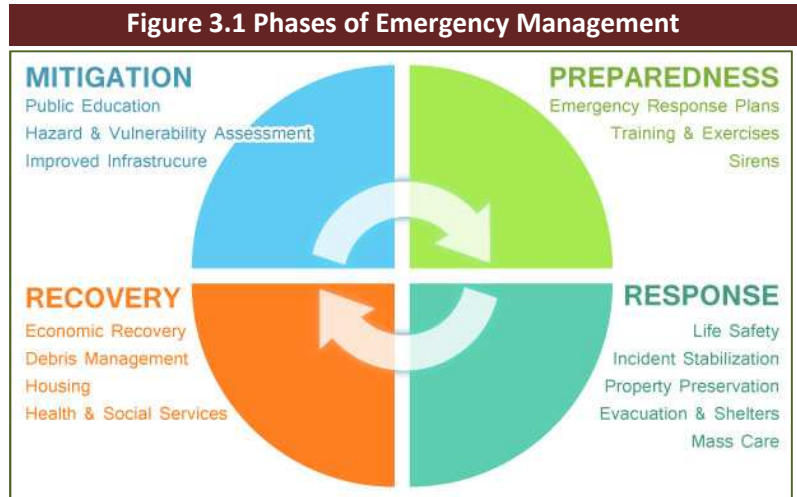 Figure 3.1 Phases of Emergency Management
MITIGATION
Public Education
Hazard & Vulnerability Assessment
Improved Infrastrucure
PREPAREDNESS
Emergency Response Plans
Training & Exercises
Sirens
RECOVERY
Economic Recovery
Debris Management
Housing
Health & Social Services
RESPONSE
Life Safety
Incident Stabilization
Property Preservation
Evacuation & Shelters
Mass Care